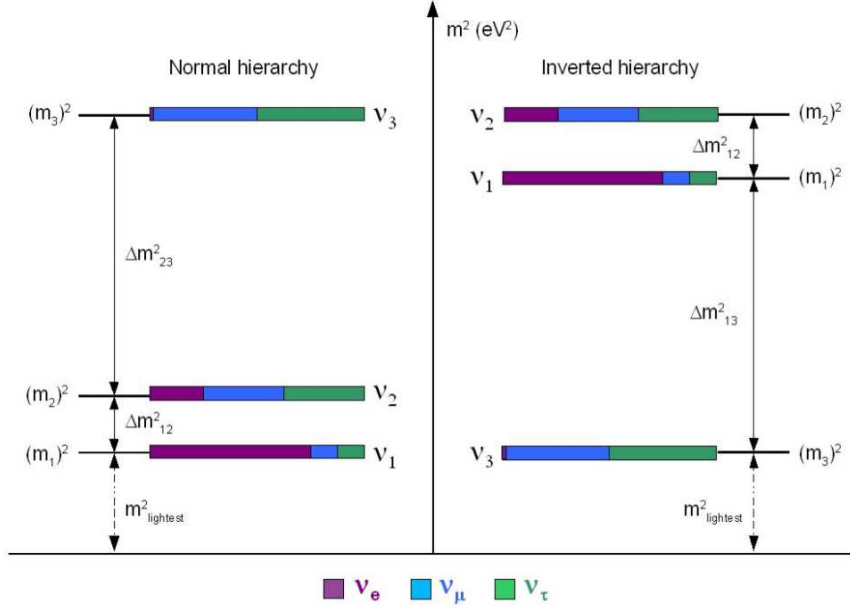 m² (eV²)
Normal hierarchy
Inverted hierarchy
(m₃)²
ν₃
ν₂
(m₂)²
Δm²₁₂
ν₁
(m₁)²
Δm²₂₃
Δm²₁₃
(m₂)²
ν₂
Δm²₁₂
(m₁)²
ν₁
ν₃
(m₃)²
m²lightest
m²lightest
νe
νμ
ντ